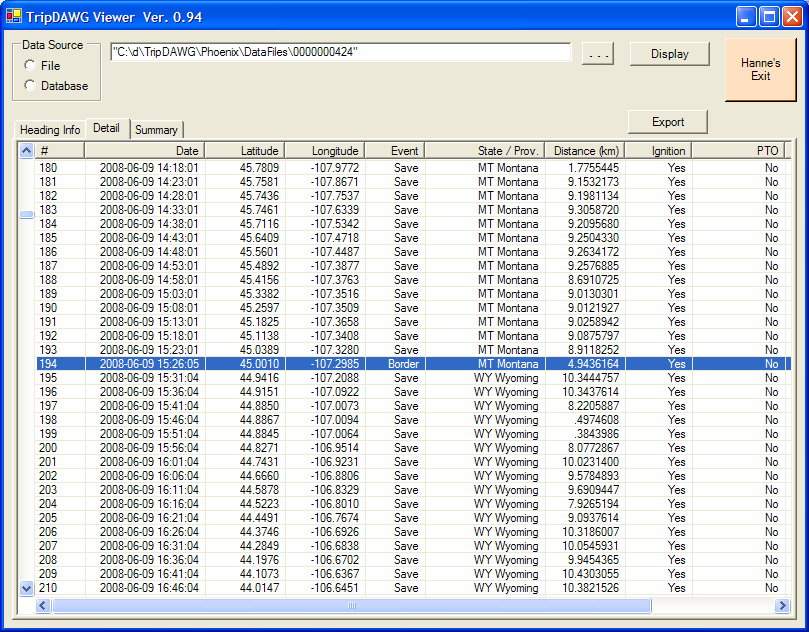 TripDAWG Viewer Ver. 0.94
Data Source
File
Database
"C:\d\TripDAWG\Phoenix\DataFiles\0000000424"
. . .
Display
Hanne's
Exit
Export
Heading Info Detail Summary
# Date Latitude Longitude Event State / Prov. Distance (km) Ignition PTO
180 2008-06-09 14:18:01 45.7809 -107.9772 Save MT Montana 1.7755445 Yes No
181 2008-06-09 14:23:01 45.7581 -107.8671 Save MT Montana 9.1532173 Yes No
182 2008-06-09 14:28:01 45.7436 -107.7537 Save MT Montana 9.1981134 Yes No
183 2008-06-09 14:33:01 45.7461 -107.6339 Save MT Montana 9.3058720 Yes No
184 2008-06-09 14:38:01 45.7116 -107.5342 Save MT Montana 9.2095680 Yes No
185 2008-06-09 14:43:01 45.6409 -107.4718 Save MT Montana 9.2504330 Yes No
186 2008-06-09 14:48:01 45.5601 -107.4487 Save MT Montana 9.2634172 Yes No
187 2008-06-09 14:53:01 45.4892 -107.3877 Save MT Montana 9.2576885 Yes No
188 2008-06-09 14:58:01 45.4156 -107.3763 Save MT Montana 8.6910725 Yes No
189 2008-06-09 15:03:01 45.3382 -107.3516 Save MT Montana 9.0130301 Yes No
190 2008-06-09 15:08:01 45.2597 -107.3509 Save MT Montana 9.0121927 Yes No
191 2008-06-09 15:13:01 45.1825 -107.3658 Save MT Montana 9.0258942 Yes No
192 2008-06-09 15:18:01 45.1138 -107.3408 Save MT Montana 9.0875797 Yes No
193 2008-06-09 15:23:01 45.0389 -107.3280 Save MT Montana 8.9118252 Yes No
194 2008-06-09 15:26:05 45.0010 -107.2985 Border MT Montana 4.9436164 Yes No
195 2008-06-09 15:31:04 44.9416 -107.2088 Save WY Wyoming 10.3444757 Yes No
196 2008-06-09 15:36:04 44.9151 -107.0922 Save WY Wyoming 10.3437614 Yes No
197 2008-06-09 15:41:04 44.8850 -107.0073 Save WY Wyoming 8.2205887 Yes No
198 2008-06-09 15:46:04 44.8867 -107.0094 Save WY Wyoming .4974608 Yes No
199 2008-06-09 15:51:04 44.8845 -107.0064 Save WY Wyoming .3843986 Yes No
200 2008-06-09 15:56:04 44.8271 -106.9514 Save WY Wyoming 8.0772867 Yes No
201 2008-06-09 16:01:04 44.7431 -106.9231 Save WY Wyoming 10.0231400 Yes No
202 2008-06-09 16:06:04 44.6660 -106.8806 Save WY Wyoming 9.5784893 Yes No
203 2008-06-09 16:11:04 44.5878 -106.8329 Save WY Wyoming 9.6909447 Yes No
204 2008-06-09 16:16:04 44.5223 -106.8010 Save WY Wyoming 7.9265194 Yes No
205 2008-06-09 16:21:04 44.4491 -106.7674 Save WY Wyoming 9.0937614 Yes No
206 2008-06-09 16:26:04 44.3746 -106.6926 Save WY Wyoming 10.3186007 Yes No
207 2008-06-09 16:31:04 44.2849 -106.6838 Save WY Wyoming 10.0545931 Yes No
208 2008-06-09 16:36:04 44.1976 -106.6702 Save WY Wyoming 9.9454365 Yes No
209 2008-06-09 16:41:04 44.1073 -106.6367 Save WY Wyoming 10.4303055 Yes No
210 2008-06-09 16:46:04 44.0147 -106.6451 Save WY Wyoming 10.3821526 Yes No